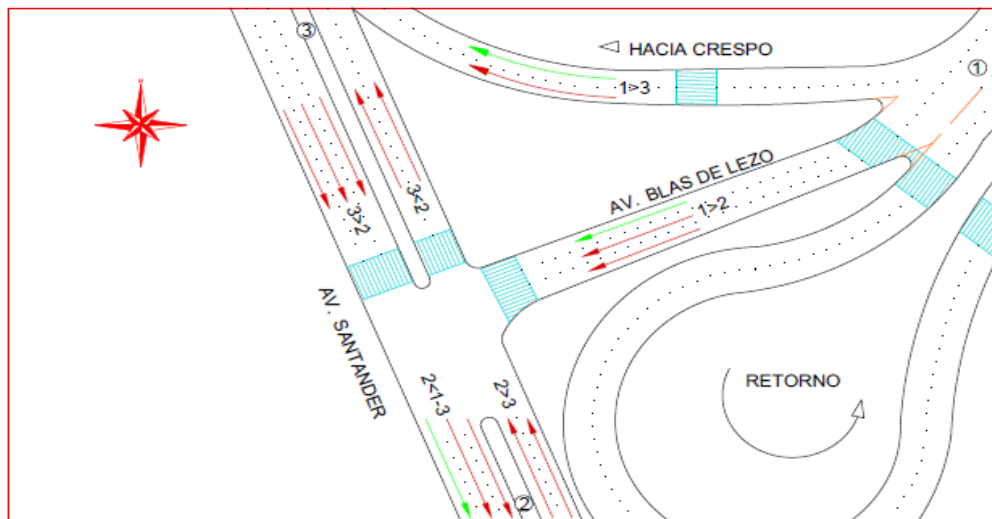 ③
HACIA CRESPO
①
1>3
N
AV. BLAS DE LEZO
3<2
3>2
1>2
AV. SANTANDER
RETORNO
2<1-3
2>3
②